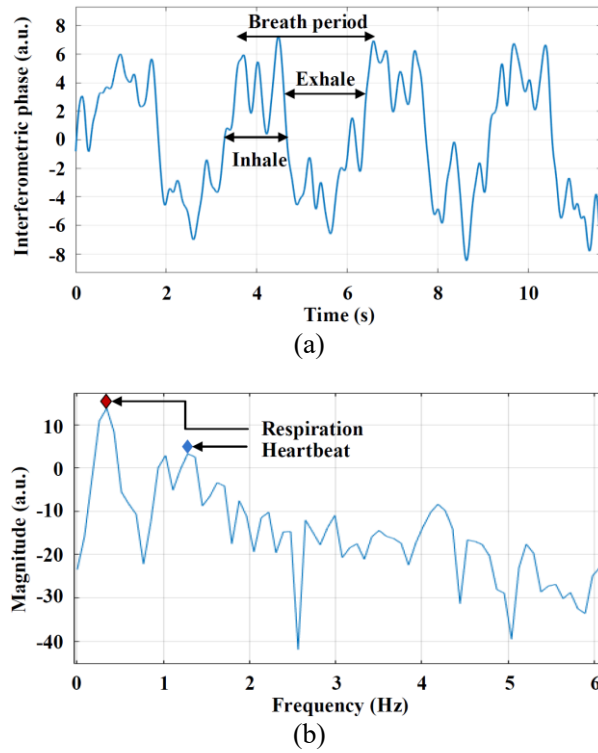 Breath period
Exhale
Inhale
Interferometric phase (a.u.)
8
6
4
2
0
-2
-4
-6
-8
0 2 4 6 8 10
Time (s)
(a)
Respiration
Heartbeat
Magnitude (a.u.)
10
0
-10
-20
-30
-40
0 1 2 3 4 5 6
Frequency (Hz)
(b)